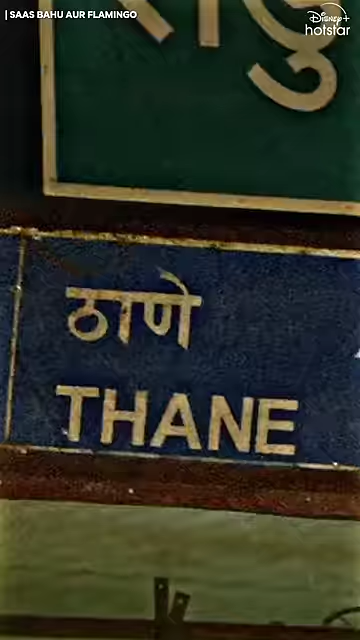 | SAAS BAHU AUR FLAMINGO
Disney+
hotstar
ठाणे
THANE